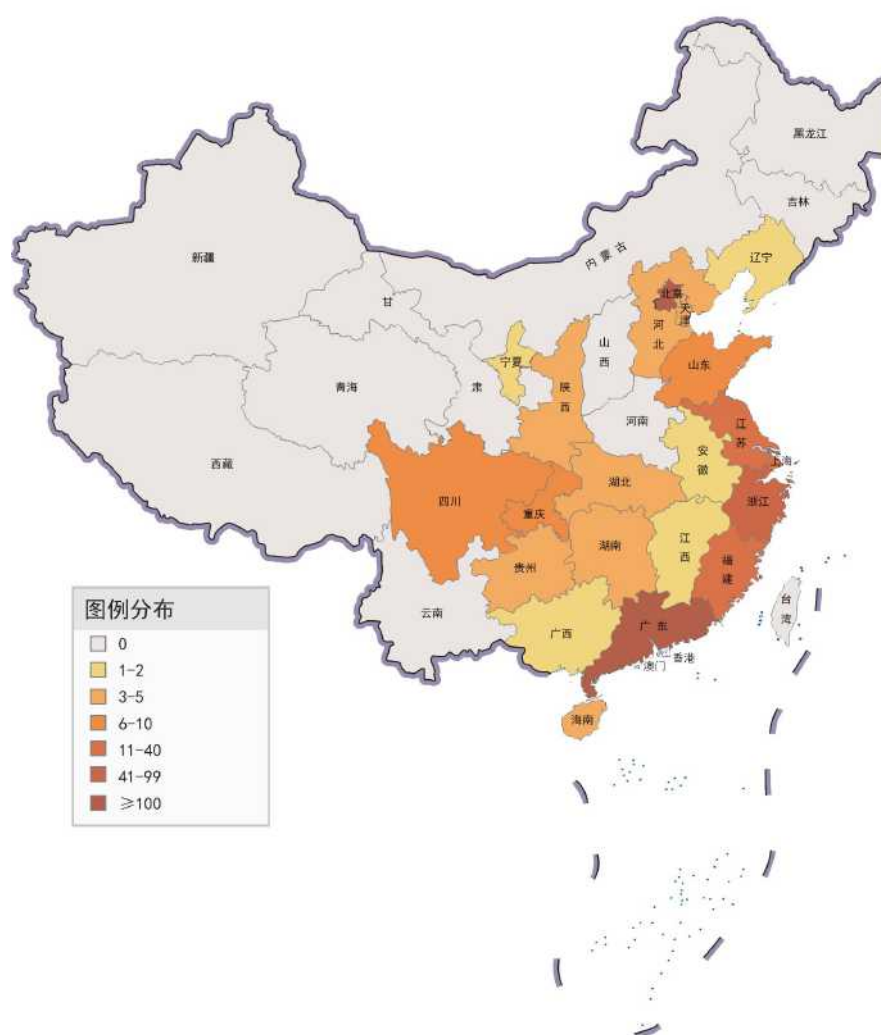 黑龙江
吉林
辽宁
内蒙古
新疆
甘
肃
北京
天津
河北
山西
宁夏
陕西
山东
青海
河南
江苏
西藏
安徽
上海
四川
湖北
重庆
浙江
江西
湖南
贵州
福建
云南
广西
广东
台湾
香港
澳门
海南
图例分布
0
1-2
3-5
6-10
11-40
41-99
≥100